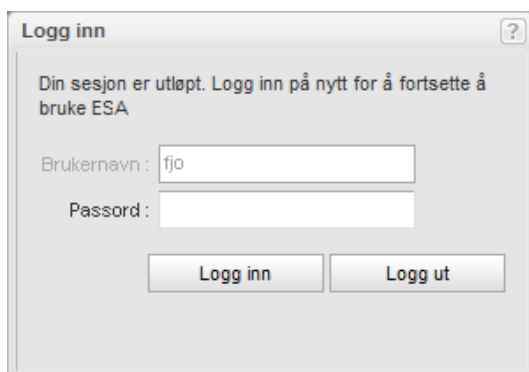 Logg inn ?
Din sesjon er utløpt. Logg inn på nytt for å fortsette å
bruke ESA
Brukernavn : fjo
Passord :
Logg inn Logg ut